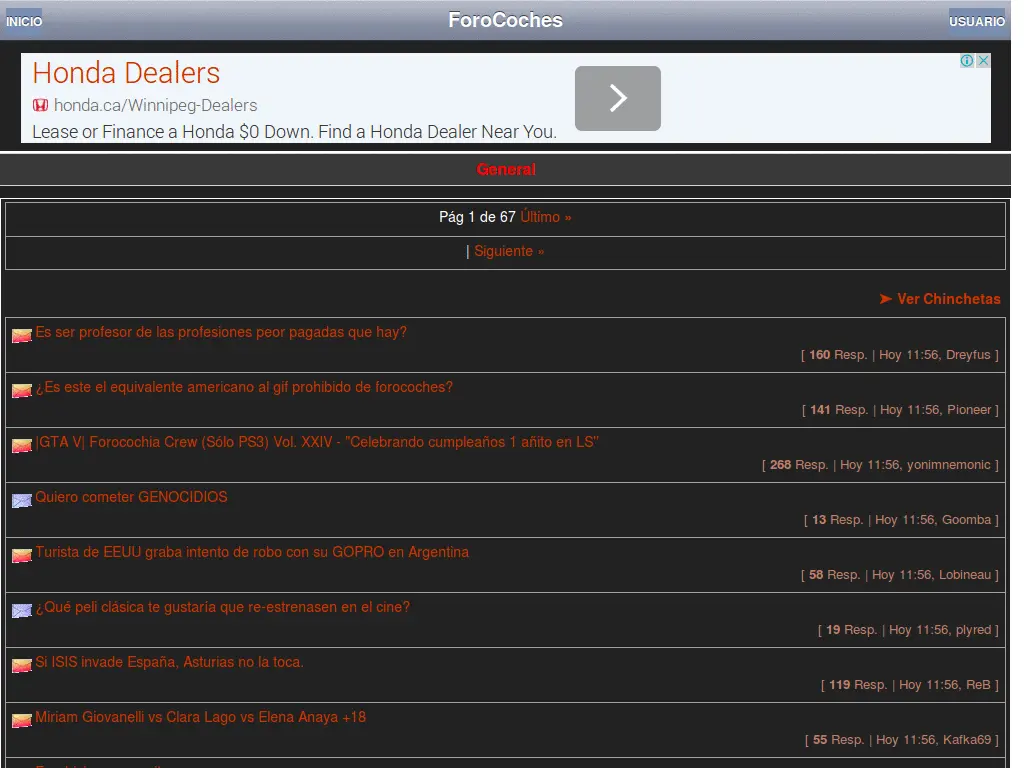 INICIO
ForoCoches
USUARIO
Honda Dealers
honda.ca/Winnipeg-Dealers
Lease or Finance a Honda $0 Down. Find a Honda Dealer Near You.
General
Pág 1 de 67 Último »
| Siguiente »
➤ Ver Chinchetas
Es ser profesor de las profesiones peor pagadas que hay?
[ 160 Resp. | Hoy 11:56, Dreyfus ]
¿Es este el equivalente americano al gif prohibido de forocoches?
[ 141 Resp. | Hoy 11:56, Pioneer ]
|GTA V| Forocochia Crew (Sólo PS3) Vol. XXIV - "Celebrando cumpleaños 1 añito en LS"
[ 268 Resp. | Hoy 11:56, yonimnemonic ]
Quiero cometer GENOCIDIOS
[ 13 Resp. | Hoy 11:56, Goomba ]
Turista de EEUU graba intento de robo con su GOPRO en Argentina
[ 58 Resp. | Hoy 11:56, Lobineau ]
¿Qué peli clásica te gustaria que re-estrenasen en el cine?
[ 19 Resp. | Hoy 11:56, plyred ]
Si ISIS invade España, Asturias no la toca.
[ 119 Resp. | Hoy 11:56, ReB ]
Miriam Giovanelli vs Clara Lago vs Elena Anaya +18
[ 55 Resp. | Hoy 11:56, Kafka69 ]